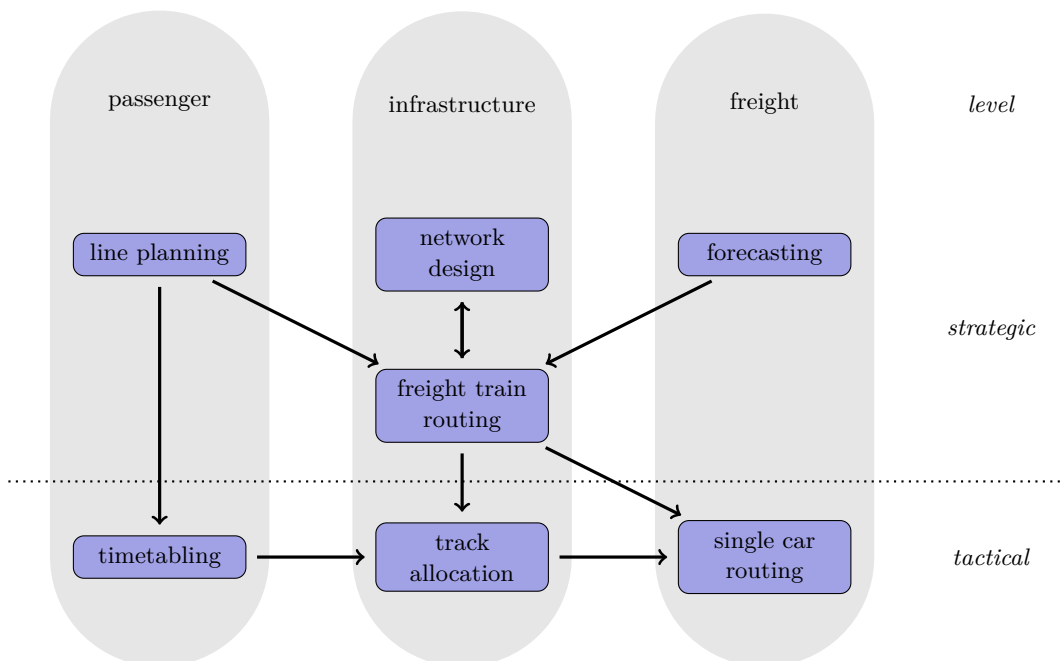 passenger
infrastructure
freight
level
line planning
network
design
forecasting
strategic
freight train
routing
timetabling
track
allocation
single car
routing
tactical